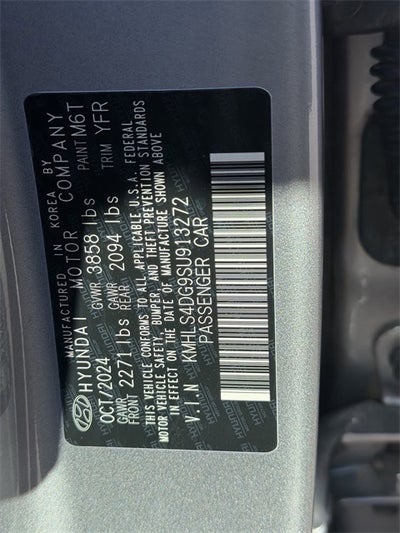 MANUFACTURED IN KOREA BY
HYUNDAI MOTOR COMPANY PAINT M6T
OCT/2024 GVWR 3858 lbs TRIM YFR
GAWR FRONT 2271 lbs GAWR REAR 2094 lbs
THIS VEHICLE CONFORMS TO ALL APPLICABLE U.S.A. FEDERAL
MOTOR VEHICLE SAFETY, BUMPER, AND THEFT PREVENTION STANDARDS
IN EFFECT ON THE DATE OF MANUFACTURE SHOWN ABOVE
V.I.N KMHLS4DG9SU913272
PASSENGER CAR